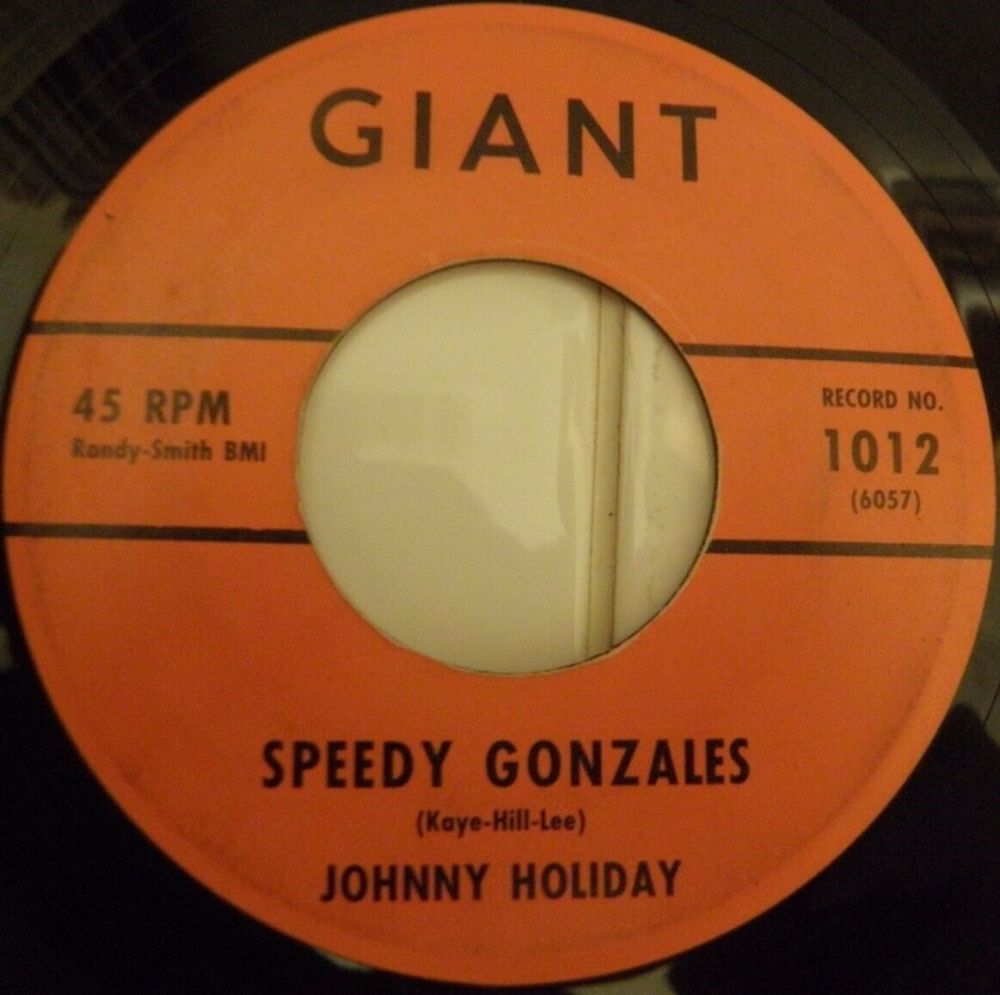 GIANT
45 RPM
Randy-Smith BMI
RECORD NO.
1012
(6057)
SPEEDY GONZALES
(Kaye-Hill-Lee)
JOHNNY HOLIDAY